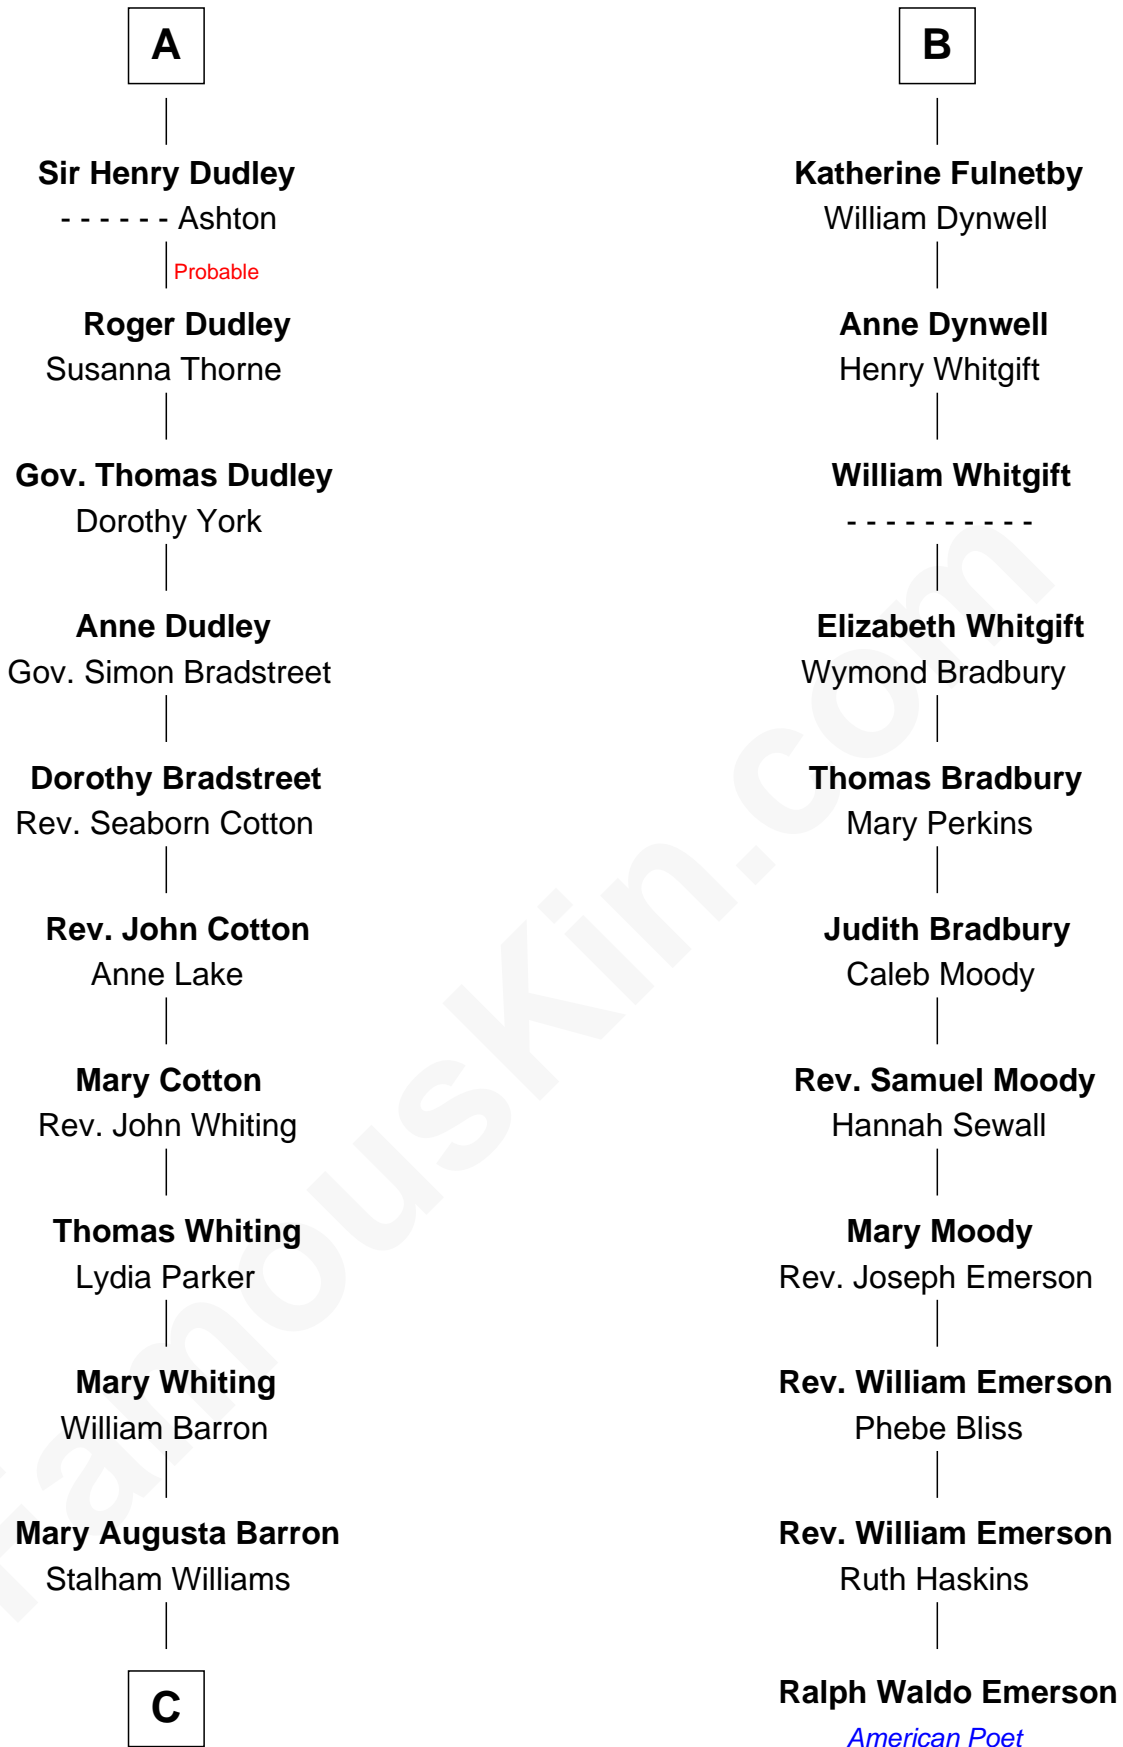 A
Sir Henry Dudley
- - - - - - Ashton
Probable
Roger Dudley
Susanna Thorne
Gov. Thomas Dudley
Dorothy York
Anne Dudley
Gov. Simon Bradstreet
Dorothy Bradstreet
Rev. Seaborn Cotton
Rev. John Cotton
Anne Lake
Mary Cotton
Rev. John Whiting
Thomas Whiting
Lydia Parker
Mary Whiting
William Barron
Mary Augusta Barron
Stalham Williams
C
B
Katherine Fulnetby
William Dynwell
Anne Dynwell
Henry Whitgift
William Whitgift
- - - - - - - - - -
Elizabeth Whitgift
Wymond Bradbury
Thomas Bradbury
Mary Perkins
Judith Bradbury
Caleb Moody
Rev. Samuel Moody
Hannah Sewall
Mary Moody
Rev. Joseph Emerson
Rev. William Emerson
Phebe Bliss
Rev. William Emerson
Ruth Haskins
Ralph Waldo Emerson
American Poet
FamousKin.com